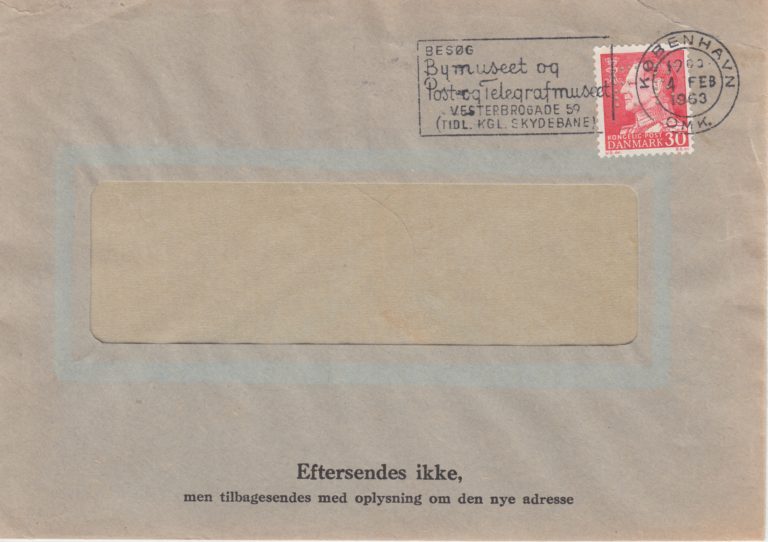 BESØG
Bymuseet og
Post-og Telegrafmuseet
VESTERBROGADE 59
(TIDL. KGL. SKYDEBANE)
KØBENHAVN
4 FEB
1963
OMK.
KONGELIG POST
DANMARK 30
Eftersendes ikke,
men tilbagesendes med oplysning om den nye adresse